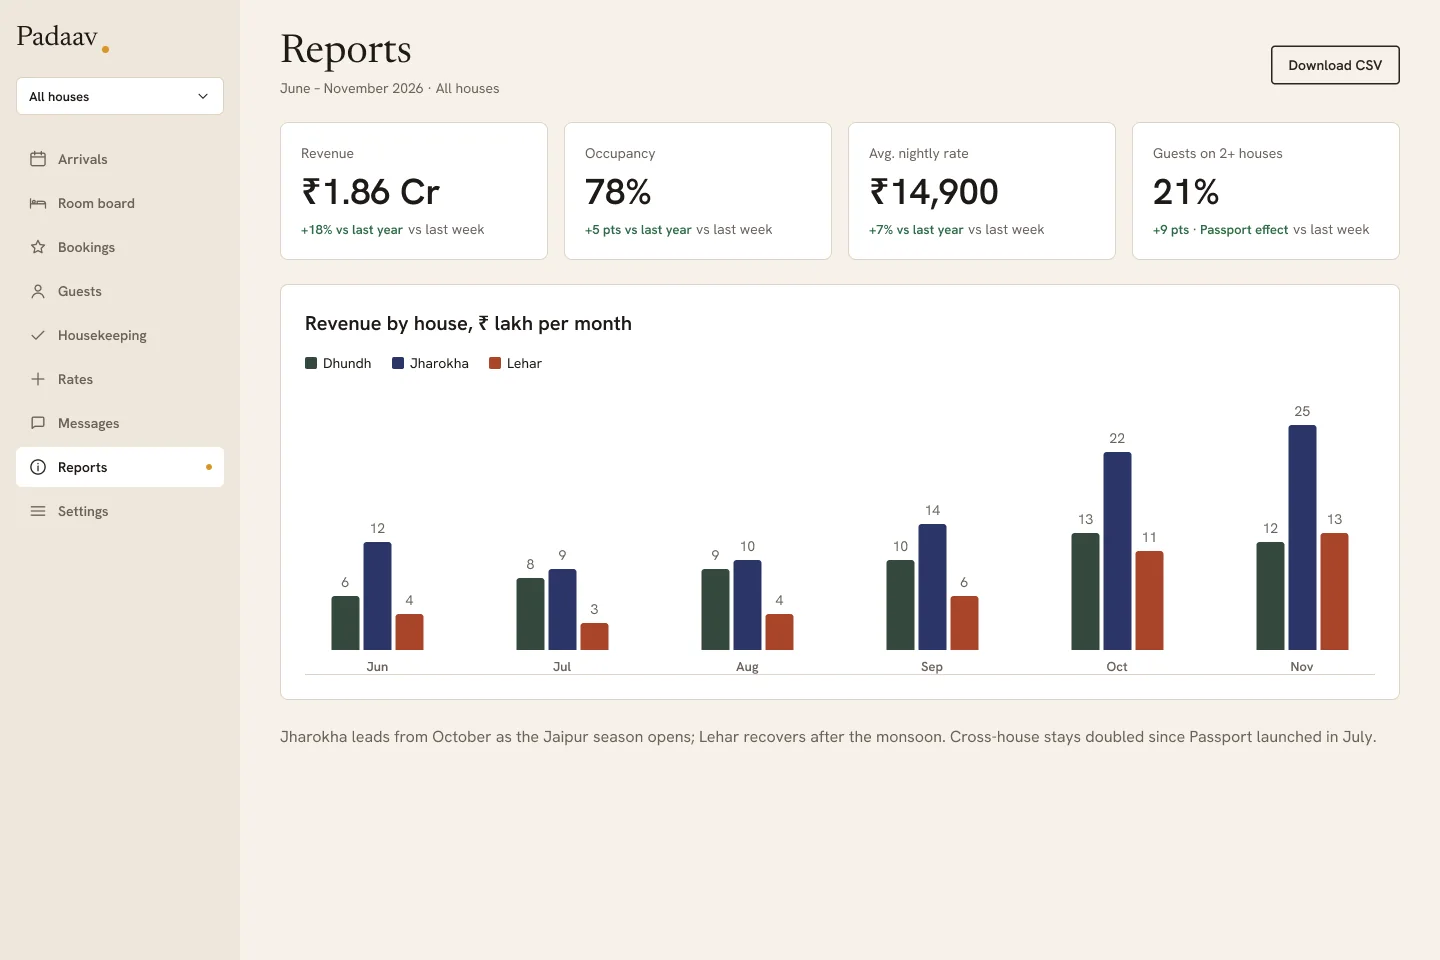 Padaav
All houses
Arrivals
Room board
Bookings
Guests
Housekeeping
Rates
Messages
Reports
Settings
Reports
June – November 2026 · All houses
Download CSV
Revenue
₹1.86 Cr
+18% vs last year vs last week
Occupancy
78%
+5 pts vs last year vs last week
Avg. nightly rate
₹14,900
+7% vs last year vs last week
Guests on 2+ houses
21%
+9 pts · Passport effect vs last week
Revenue by house, ₹ lakh per month
Dhundh Jharokha Lehar
6 12 4
8 9 3
9 10 4
10 14 6
13 22 11
12 25 13
Jun Jul Aug Sep Oct Nov
Jharokha leads from October as the Jaipur season opens; Lehar recovers after the monsoon. Cross-house stays doubled since Passport launched in July.